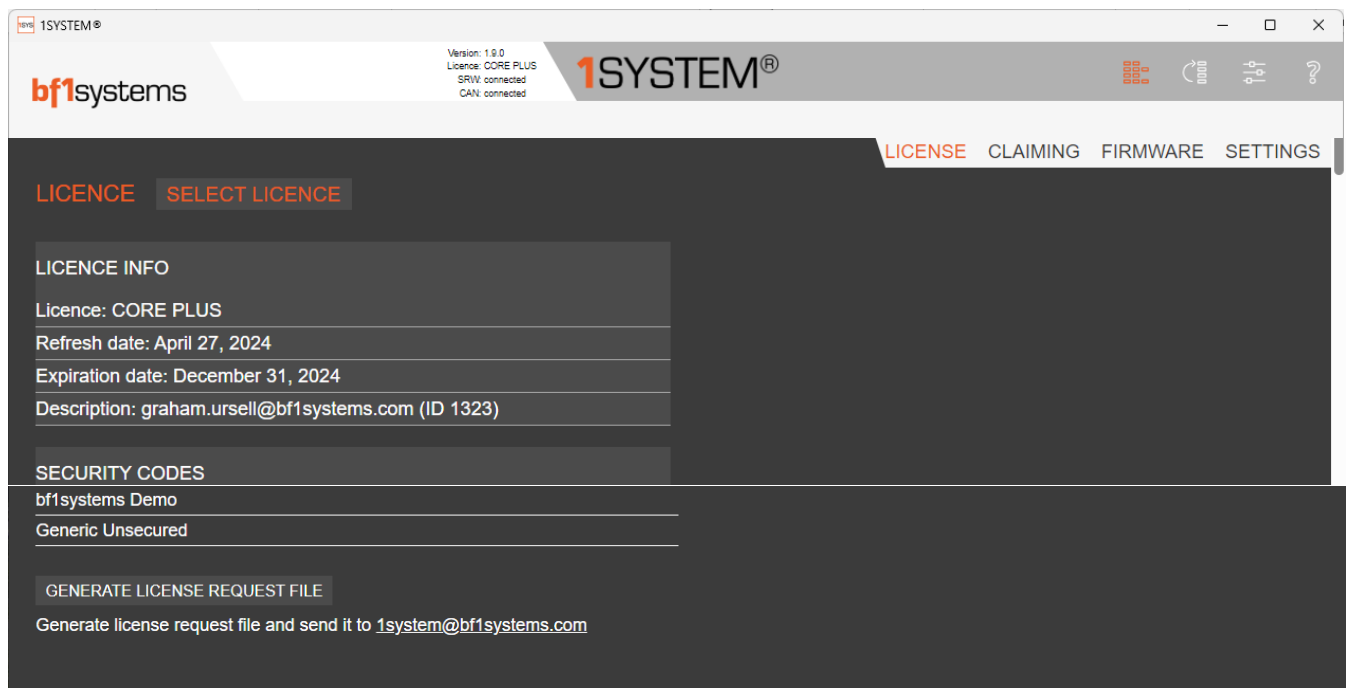 1SYS 1SYSTEM®
bf1systems
Version: 1.9.0
Licence: CORE PLUS
SRW: connected
CAN: connected
1SYSTEM®
LICENSE CLAIMING FIRMWARE SETTINGS
LICENCE SELECT LICENCE
LICENCE INFO
Licence: CORE PLUS
Refresh date: April 27, 2024
Expiration date: December 31, 2024
Description: graham.ursell@bf1systems.com (ID 1323)
SECURITY CODES
bf1systems Demo
Generic Unsecured
GENERATE LICENSE REQUEST FILE
Generate license request file and send it to 1system@bf1systems.com